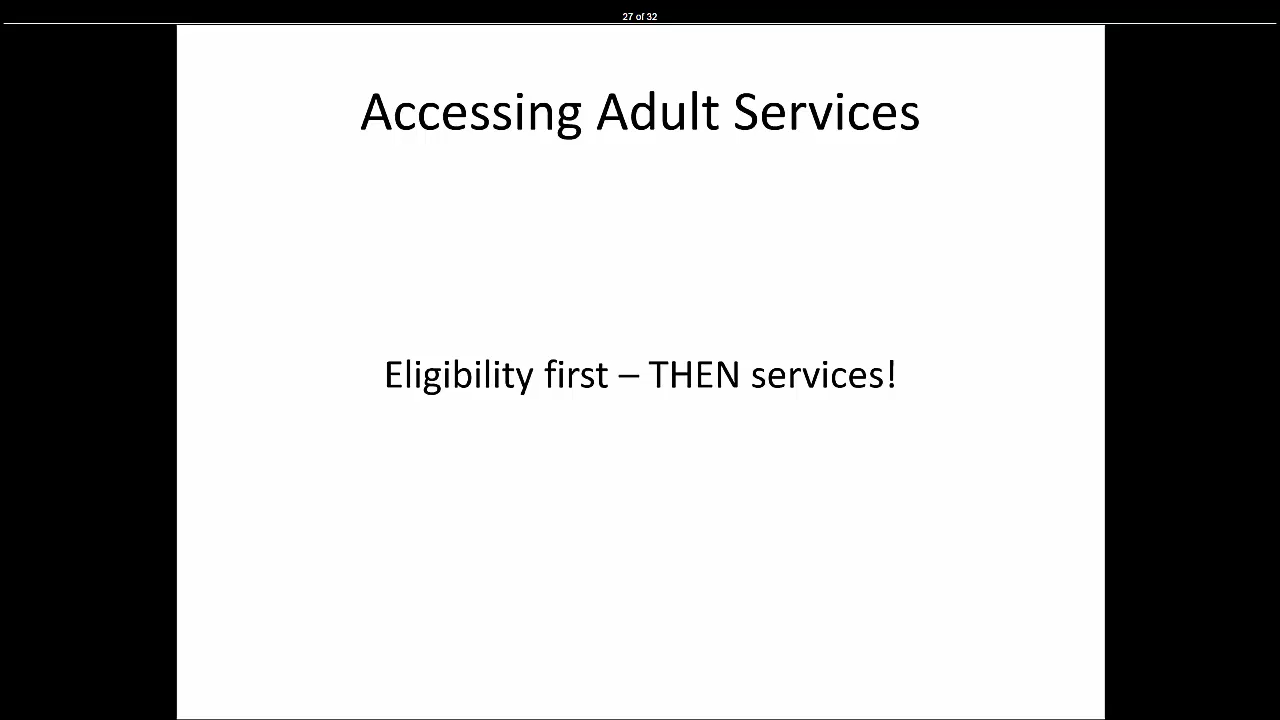 27 of 32
Accessing Adult Services
Eligibility first – THEN services!